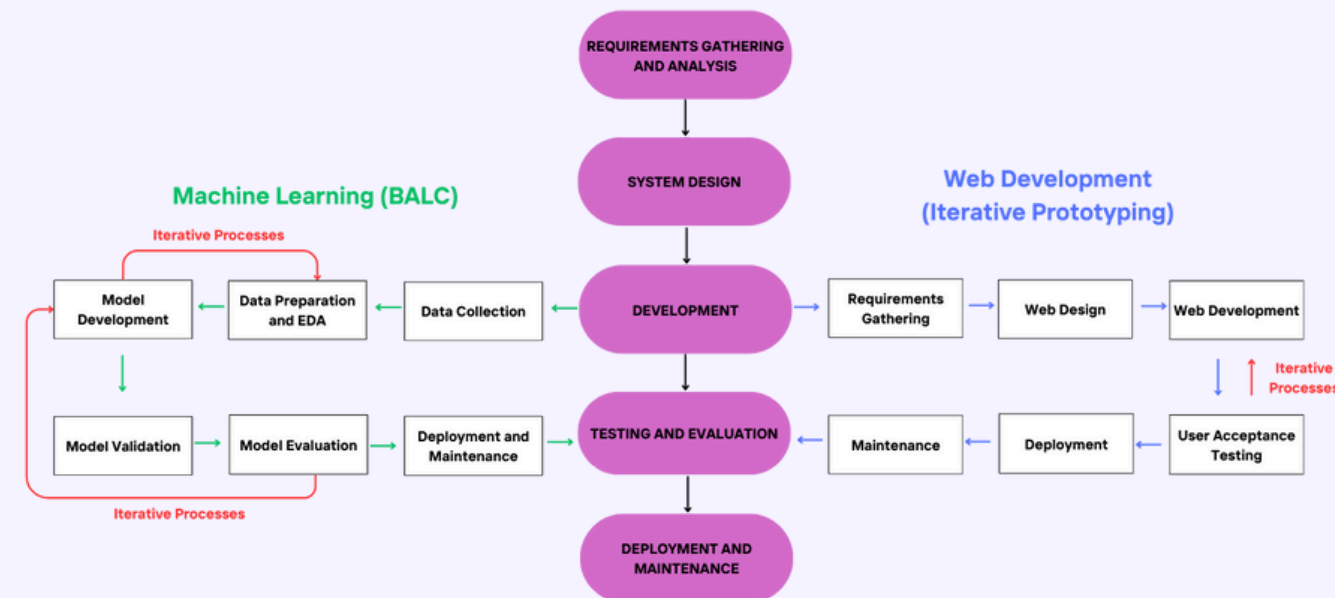 REQUIREMENTS GATHERING
AND ANALYSIS
SYSTEM DESIGN
Machine Learning (BALC)
Web Development
(Iterative Prototyping)
Iterative Processes
Model
Development
Data Preparation
and EDA
Data Collection
DEVELOPMENT
Requirements
Gathering
Web Design
Web Development
Iterative
Processes
Model Validation
Model Evaluation
Deployment and
Maintenance
TESTING AND EVALUATION
Maintenance
Deployment
User Acceptance
Testing
Iterative Processes
DEPLOYMENT AND
MAINTENANCE